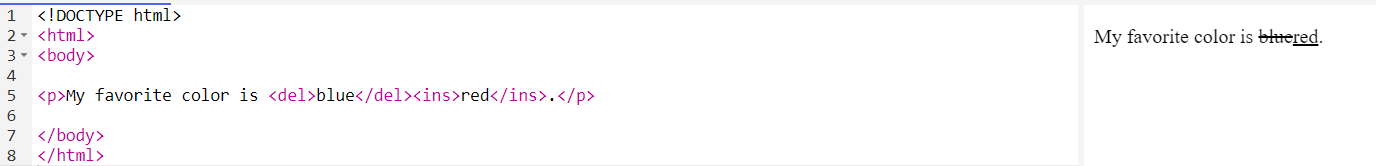 1 <!DOCTYPE html>
2 <html>
3 <body>
4
5 <p>My favorite color is <del>blue</del><ins>red</ins>.</p>
6
7 </body>
8 </html>
My favorite color is bluered.